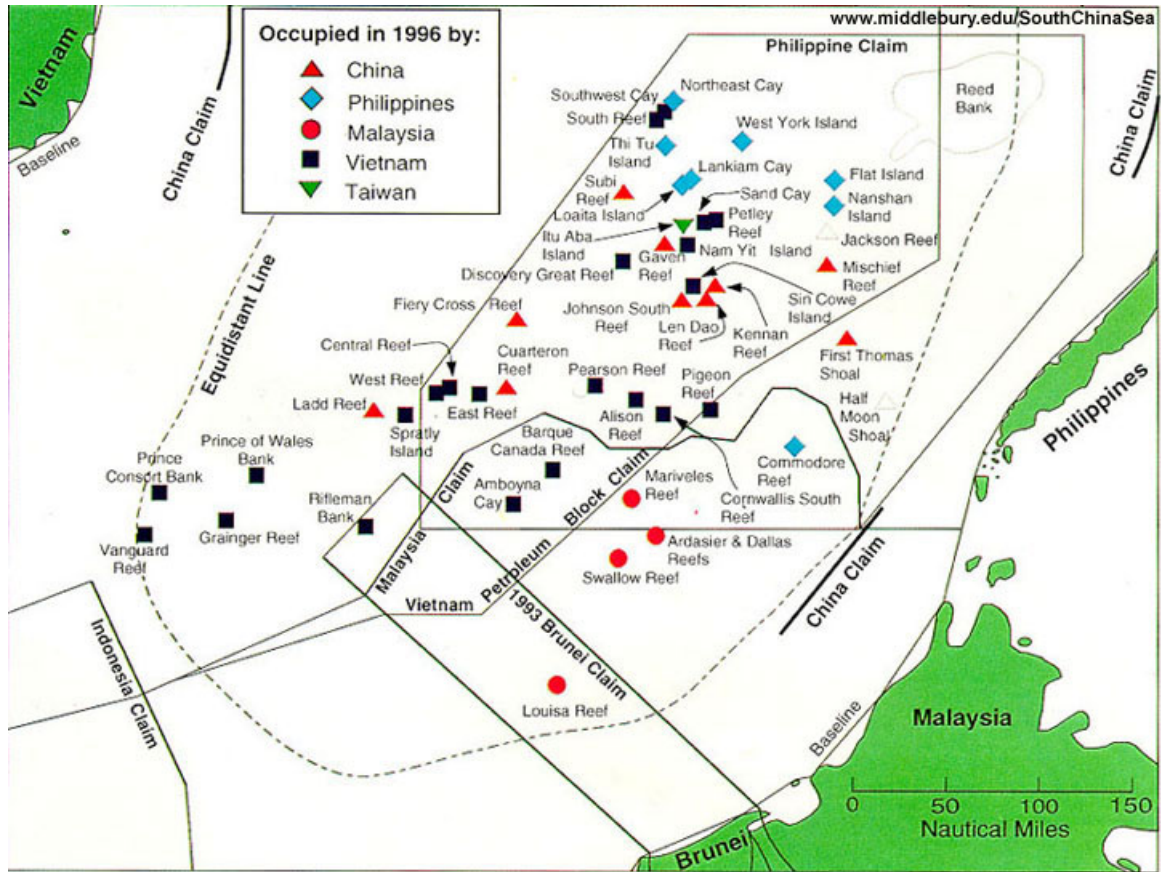 www.middlebury.edu/SouthChinaSea
Occupied in 1996 by:
China
Philippines
Malaysia
Vietnam
Taiwan
Vietnam
Baseline
China Claim
Equidistant Line
Philippine Claim
Reed
Bank
China Claim
Southwest Cay
Northeast Cay
South Reef
West York Island
Thi Tu
Island
Lankiam Cay
Subi
Reef
Flat Island
Sand Cay
Loaita Island
Nanshan
Island
Petley
Reef
Itu Aba
Island
Jackson Reef
Nam Yit Island
Gaven
Reef
Discovery Great Reef
Mischief
Reef
Fiery Cross Reef
Johnson South
Reef
Sin Cowe
Island
Len Dao
Reef
Kennan
Reef
Central Reef
Cuarteron
Reef
First Thomas
Shoal
West Reef
Pearson Reef
Pigeon
Reef
Ladd Reef
East Reef
Half
Moon
Shoal
Philippines
Spratly
Island
Alison
Reef
Prince of Wales
Bank
Barque
Canada Reef
Prince
Consort Bank
Commodore
Reef
Mariveles
Reef
Amboyna
Cay
Rifleman
Bank
Cornwallis South
Reef
Grainger Reef
Vanguard
Reef
Ardasier & Dallas
Reefs
Swallow Reef
Malaysia Claim
Vietnam Petroleum Block Claim
China Claim
1993 Brunei Claim
Indonesia Claim
Louisa Reef
Baseline
Malaysia
0 50 100 150
Nautical Miles
Brunei